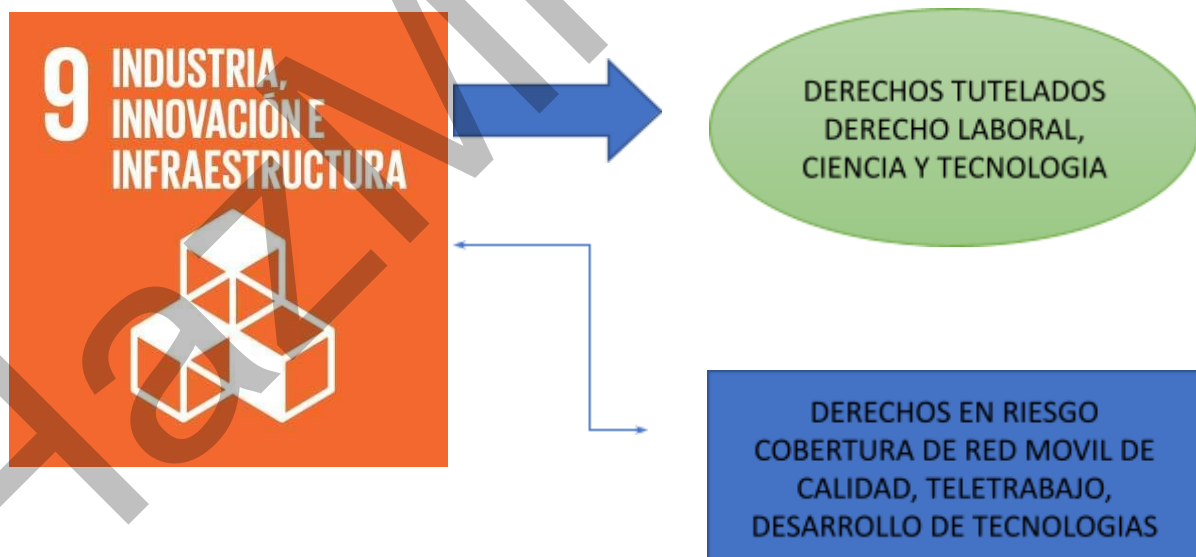 9 INDUSTRIA,
INNOVACIÓN E
INFRAESTRUCTURA
DERECHOS TUTELADOS
DERECHO LABORAL,
CIENCIA Y TECNOLOGIA
DERECHOS EN RIESGO
COBERTURA DE RED MOVIL DE
CALIDAD, TELETRABAJO,
DESARROLLO DE TECNOLOGIAS